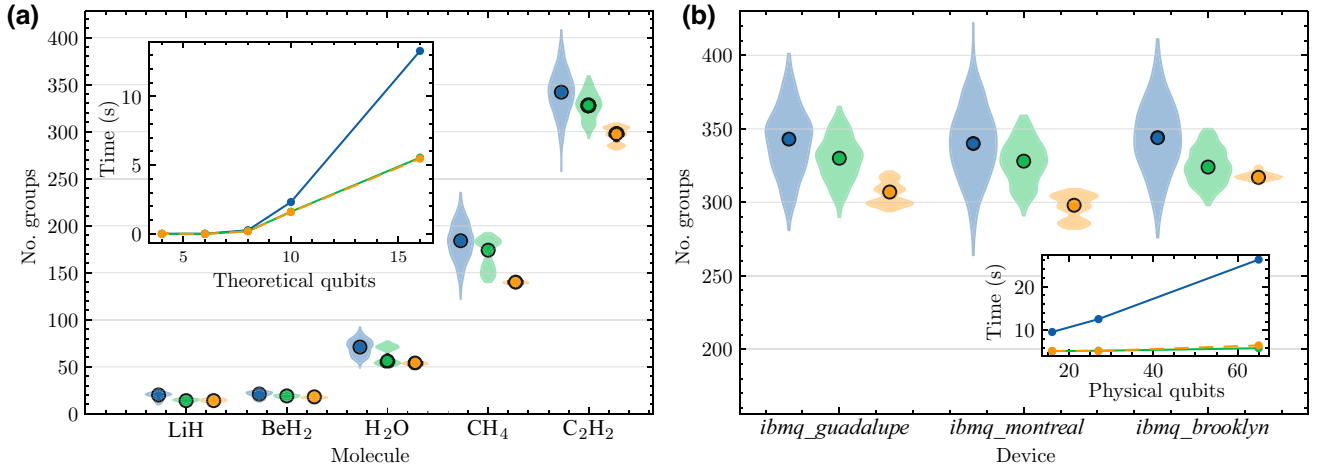 (a)
No. groups
400
350
300
250
200
150
100
50
0
Time (s)
10
5
0
5
10
15
Theoretical qubits
LiH
BeH₂
H₂O
CH₄
C₂H₂
Molecule
(b)
No. groups
400
350
300
250
200
Time (s)
20
10
20
40
60
Physical qubits
ibmq_guadalupe
ibmq_montreal
ibmq_brooklyn
Device